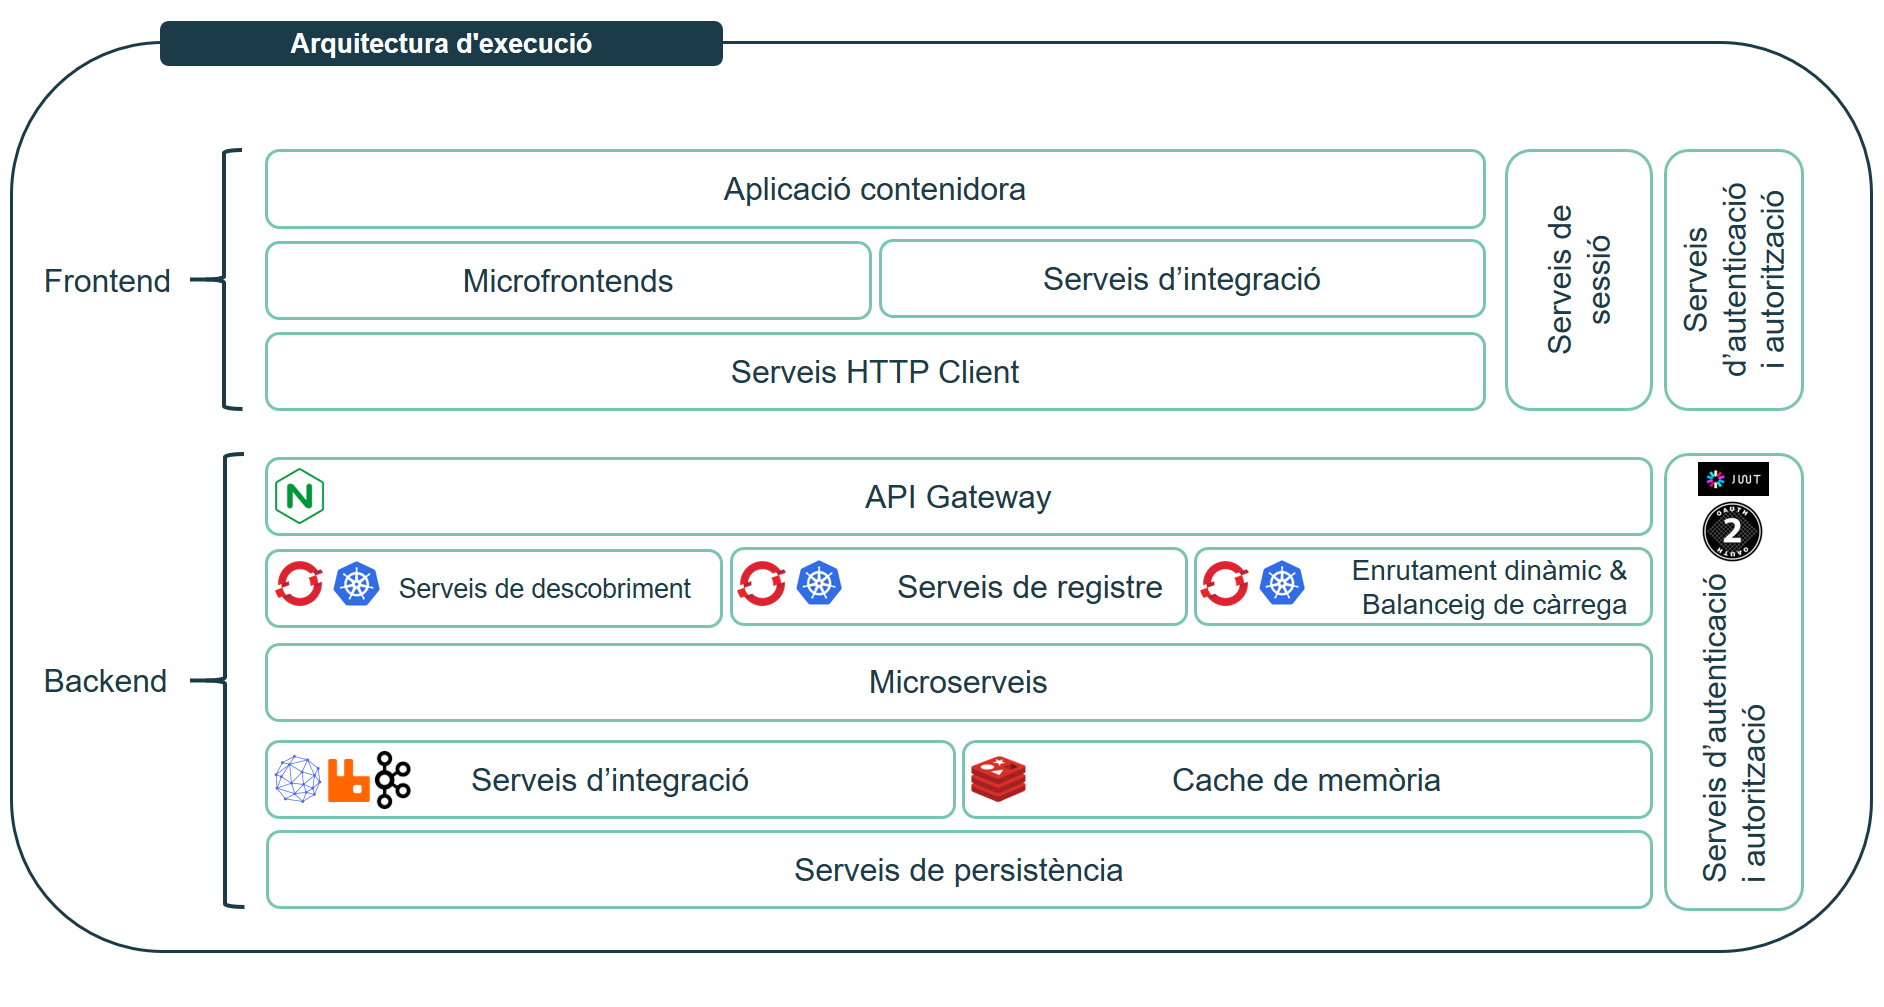 Arquitectura d'execució
Frontend
Aplicació contenidora
Microfrontends
Serveis d’integració
Serveis HTTP Client
Serveis de
sessió
Serveis
d’autenticació
i autorització
Backend
API Gateway
Serveis de descobriment
Serveis de registre
Enrutament dinàmic &
Balanceig de càrrega
Microserveis
Serveis d’integració
Cache de memòria
Serveis de persistència
JWT
OAUTH
2
OAUTH
Serveis d’autenticació
i autorització
N